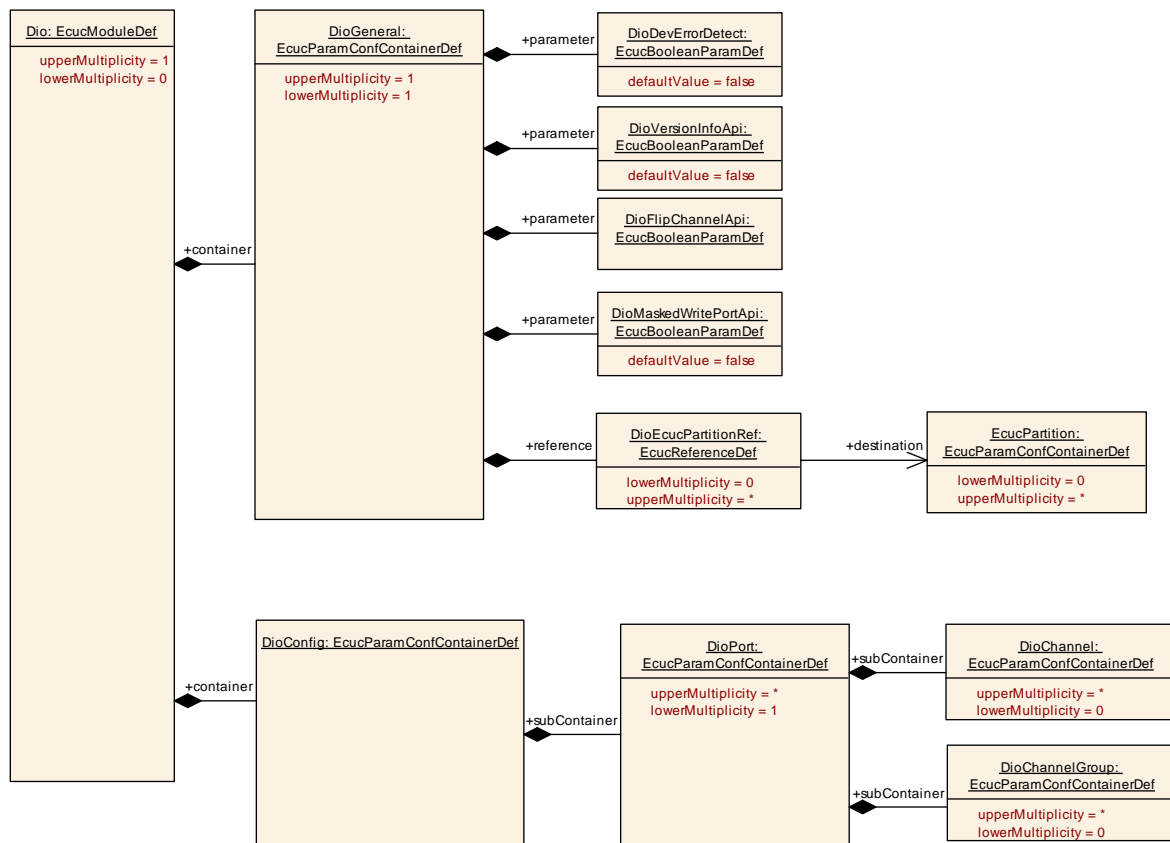 Dio: EcucModuleDef
upperMultiplicity = 1
lowerMultiplicity = 0
+container
DioGeneral:
EcucParamConfContainerDef
upperMultiplicity = 1
lowerMultiplicity = 1
+parameter
DioDevErrorDetect:
EcucBooleanParamDef
defaultValue = false
+parameter
DioVersionInfoApi:
EcucBooleanParamDef
defaultValue = false
+parameter
DioFlipChannelApi:
EcucBooleanParamDef
+parameter
DioMaskedWritePortApi:
EcucBooleanParamDef
defaultValue = false
+reference
DioEcucPartitionRef:
EcucReferenceDef
lowerMultiplicity = 0
upperMultiplicity = *
+destination
EcucPartition:
EcucParamConfContainerDef
lowerMultiplicity = 0
upperMultiplicity = *
+container
DioConfig: EcucParamConfContainerDef
+subContainer
DioPort:
EcucParamConfContainerDef
upperMultiplicity = *
lowerMultiplicity = 1
+subContainer
DioChannel:
EcucParamConfContainerDef
upperMultiplicity = *
lowerMultiplicity = 0
+subContainer
DioChannelGroup:
EcucParamConfContainerDef
upperMultiplicity = *
lowerMultiplicity = 0